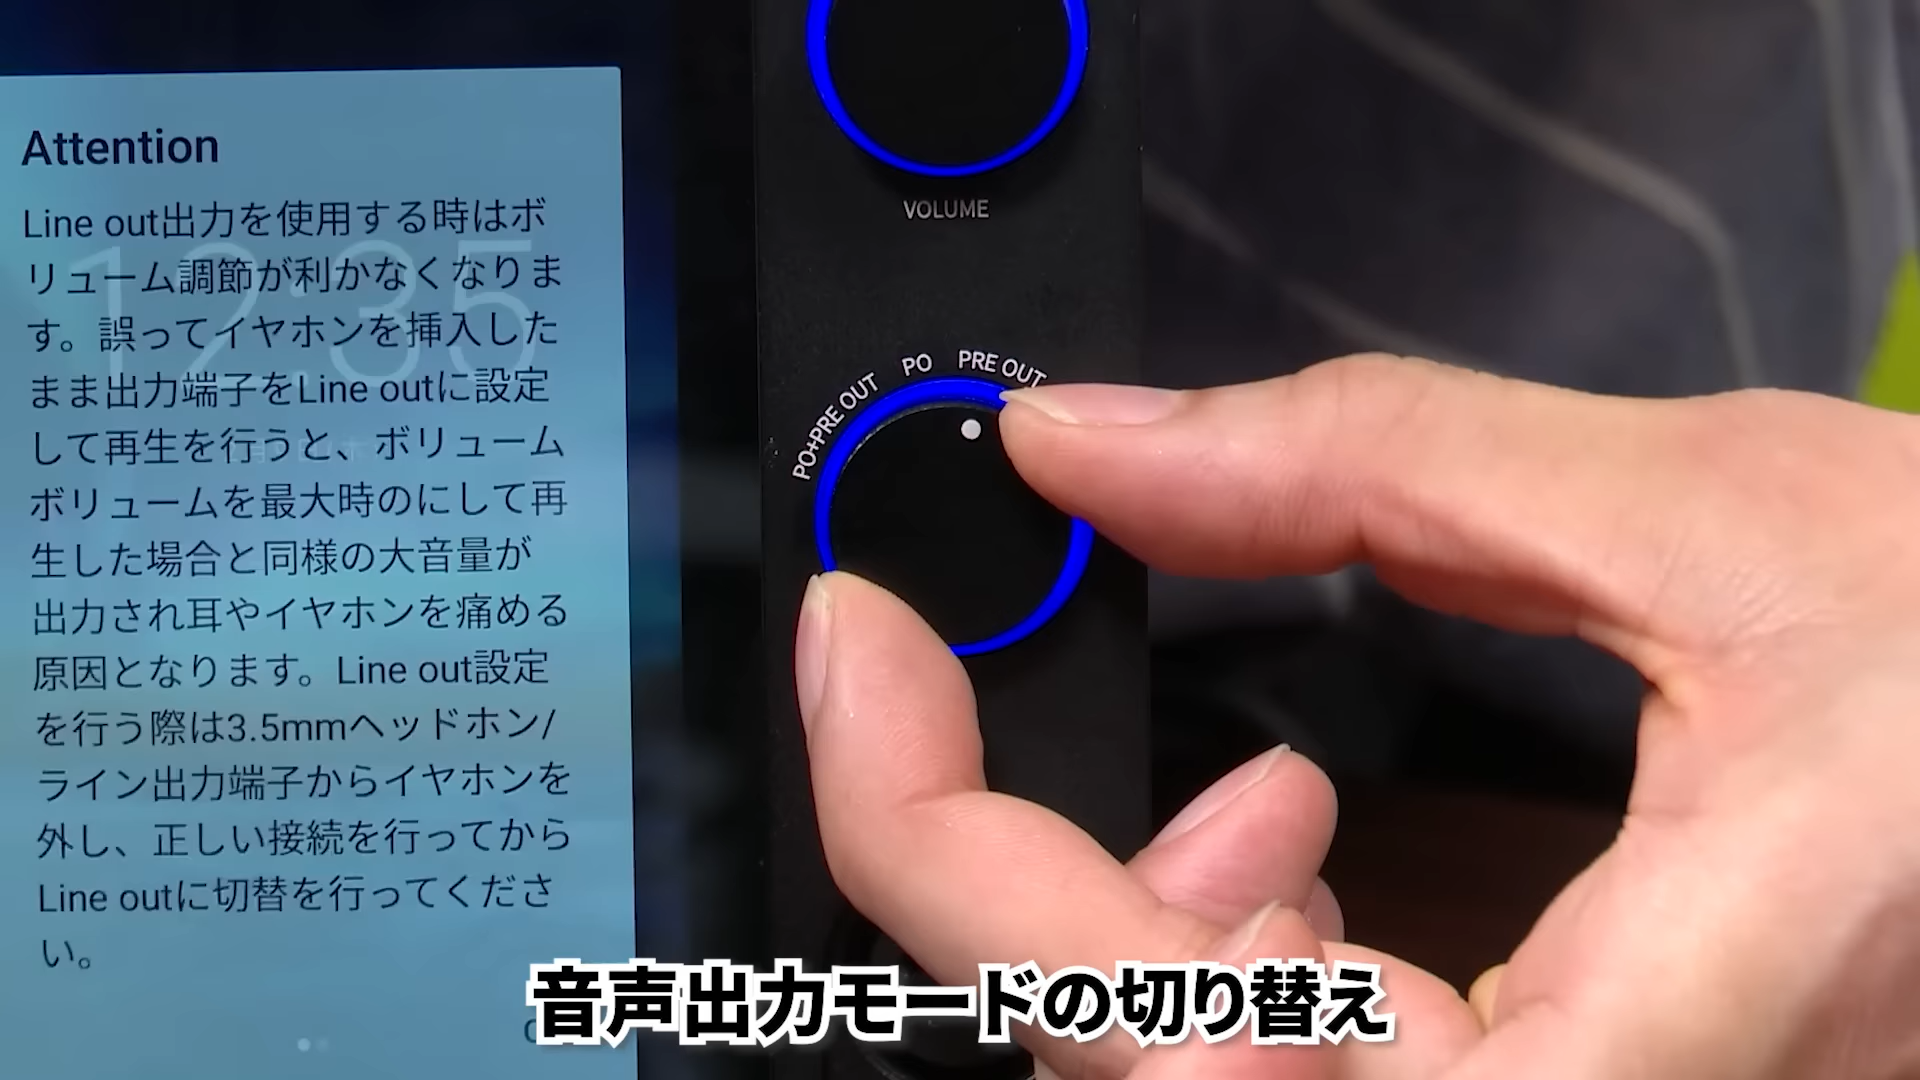 Attention
Line out出力を使用する時はボ
リューム調節が利かなくなりま
す。誤ってイヤホンを挿入した
まま出力端子をLine outに設定
して再生を行うと、ボリューム
ボリュームを最大時のにして再
生した場合と同様の大音量が
出力され耳やイヤホンを痛める
原因となります。Line out設定
を行う際は3.5mmヘッドホン/
ライン出力端子からイヤホンを
外し、正しい接続を行ってから
Line outに切替を行ってくださ
い。
12:35
VOLUME
PO+PRE OUT
PO
PRE OUT
音声出力モードの切り替え